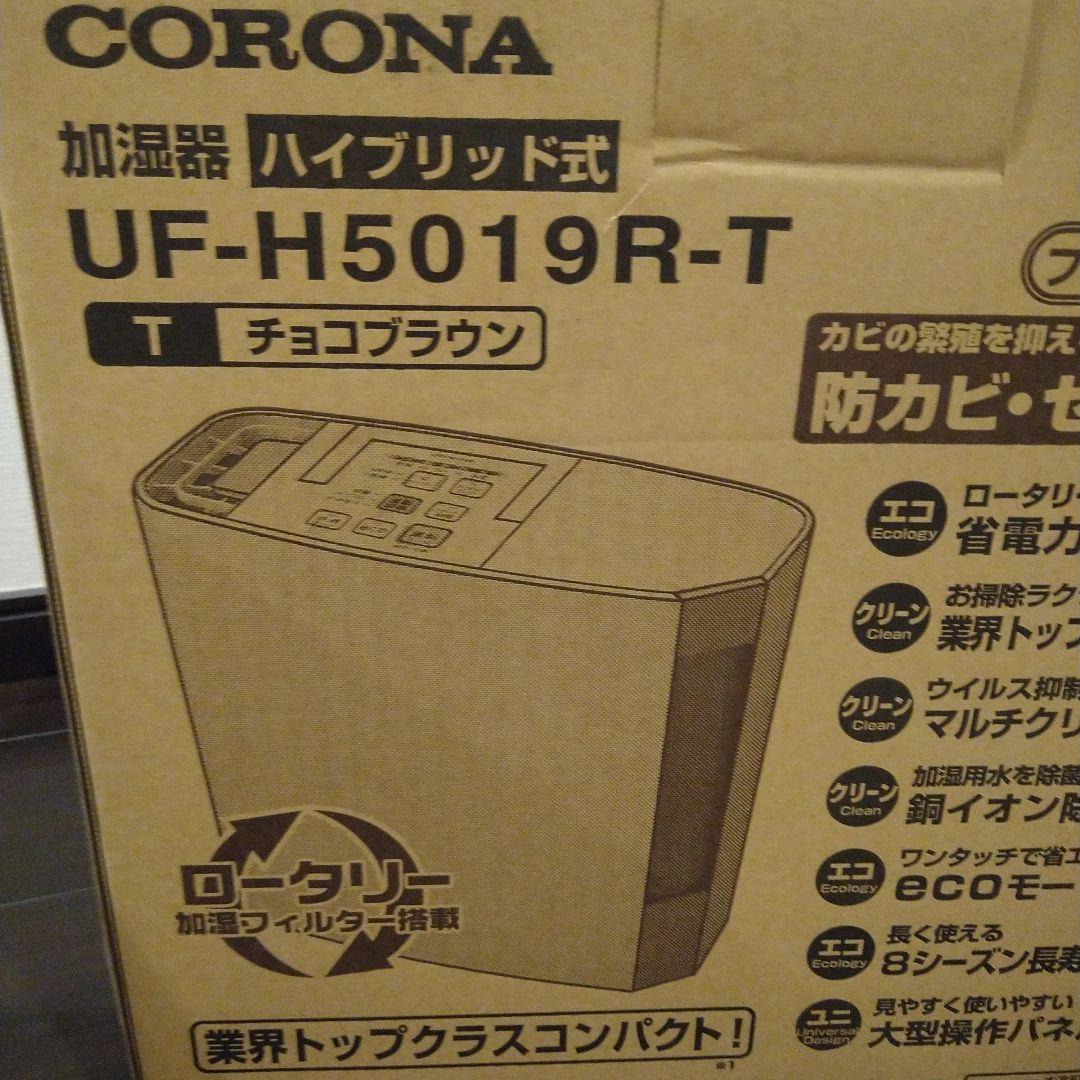 CORONA
加湿器 ハイブリッド式
UF-H5019R-T
T チョコブラウン
カビの繁殖を抑え
防カビ・セ
エコ
Ecology
ロータリ
省電力
クリーン
Clean
お掃除ラク
業界トップ
クリーン
Clean
ウイルス抑制
マルチクリ
クリーン
Clean
加湿用水を除菌
銅イオン除
エコ
Ecology
ワンタッチで省エ
ecoモー
エコ
Ecology
長く使える
8シーズン長寿
ユニ
Universal
Design
見やすく使いやすい
大型操作パネ
ロータリー
加湿フィルター搭載
業界トップクラスコンパクト!
※1